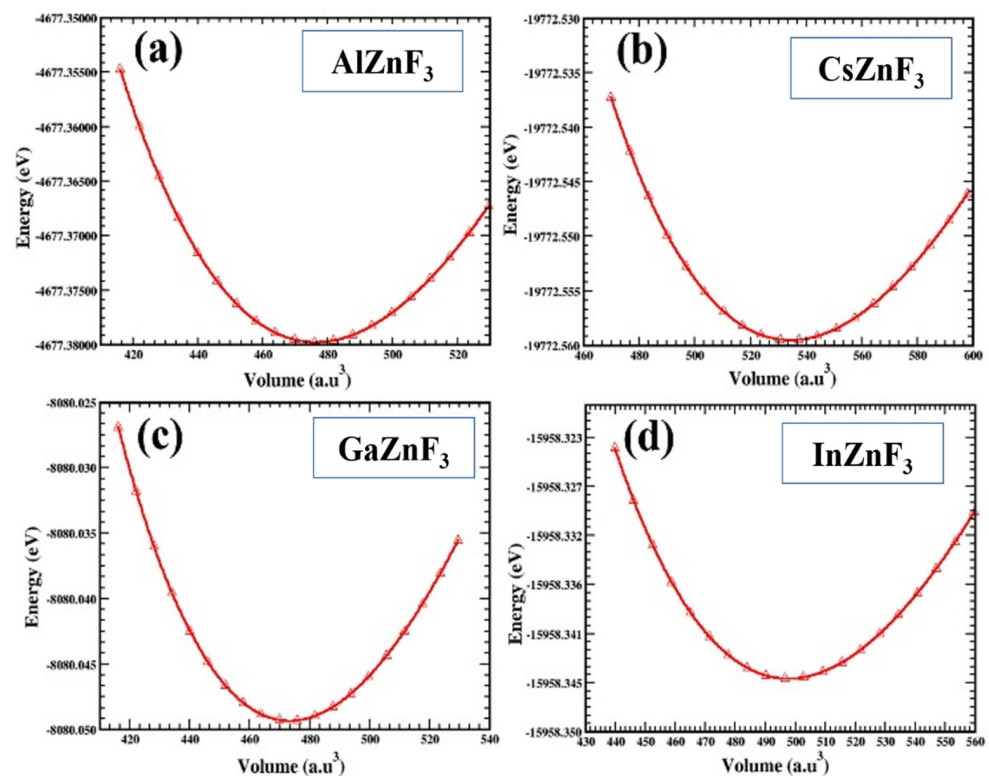 (a)
AlZnF₃
Energy (eV)
-4677.35000
-4677.35500
-4677.36000
-4677.36500
-4677.37000
-4677.37500
-4677.38000
420 440 460 480 500 520
Volume (a.u³)
(b)
CsZnF₃
Energy (eV)
-19772.530
-19772.535
-19772.540
-19772.545
-19772.550
-19772.555
-19772.560
460 480 500 520 540 560 580 600
Volume (a.u³)
(c)
GaZnF₃
Energy (eV)
-8080.025
-8080.030
-8080.035
-8080.040
-8080.045
-8080.050
420 440 460 480 500 520 540
Volume (a.u³)
(d)
InZnF₃
Energy (eV)
-15958.323
-15958.327
-15958.332
-15958.336
-15958.341
-15958.345
-15958.350
430 440 450 460 470 480 490 500 510 520 530 540 550 560
Volume (a.u³)